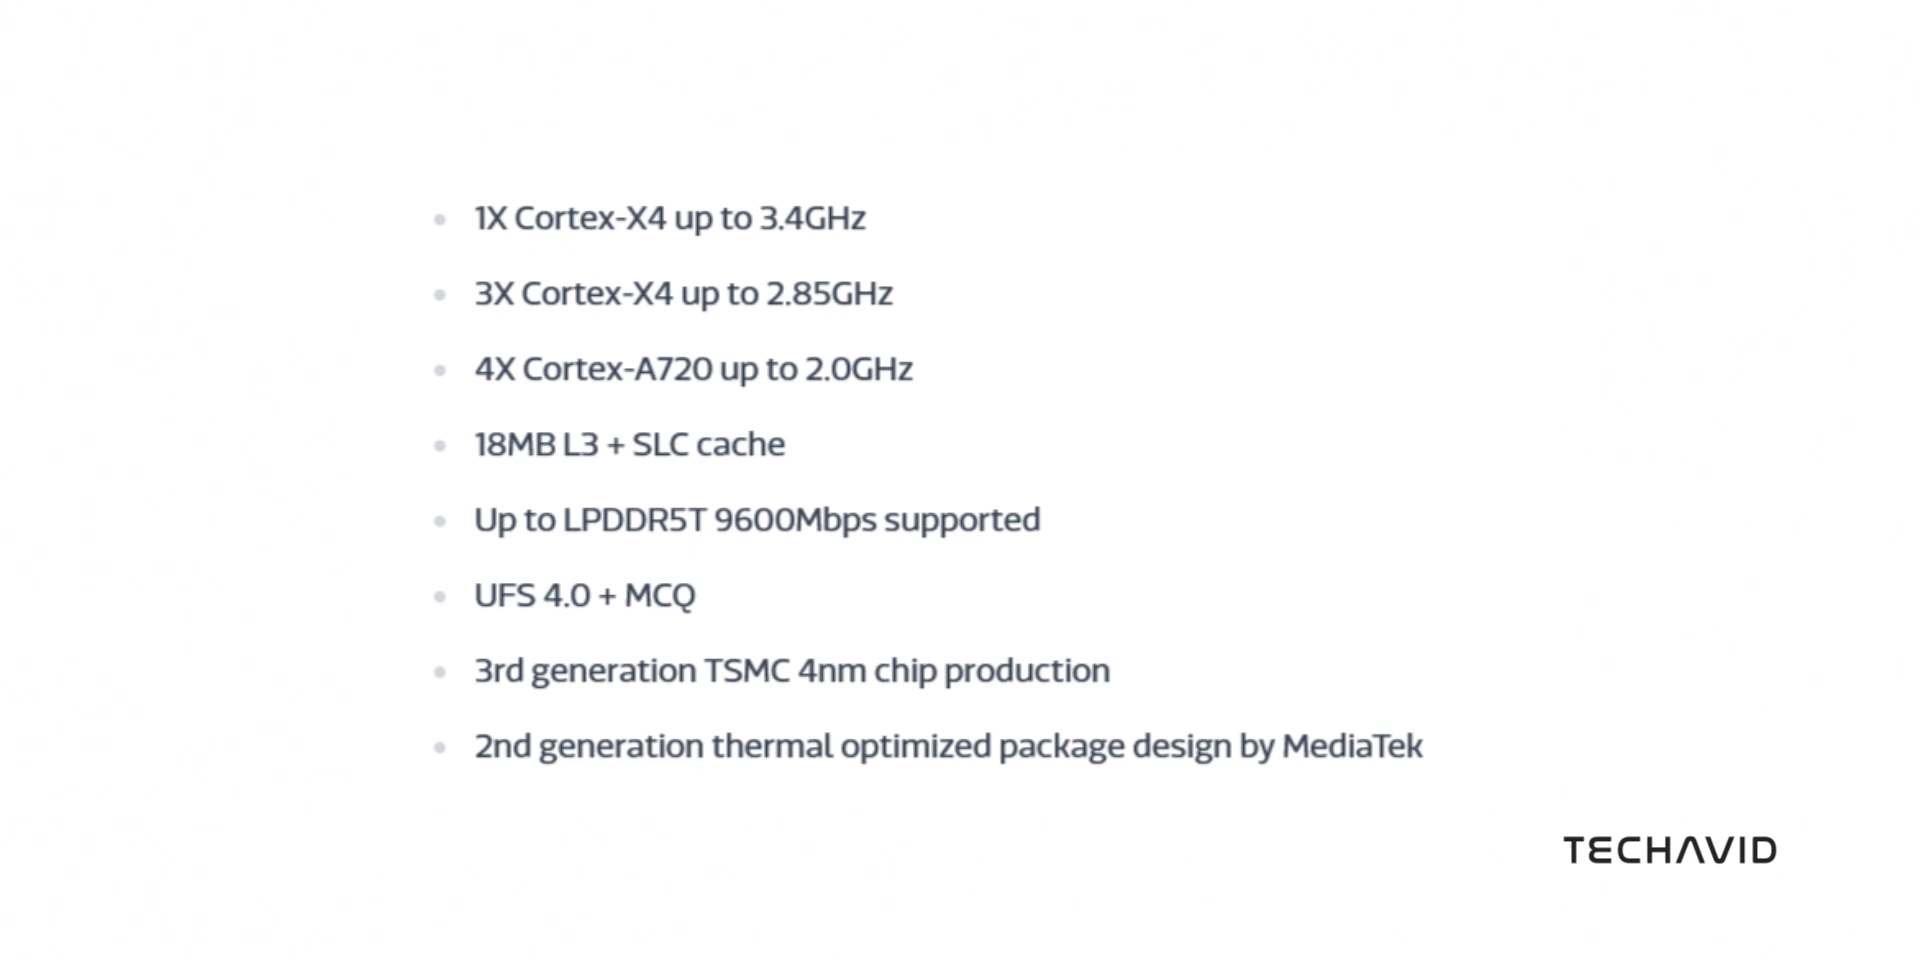 1X Cortex-X4 up to 3.4GHz
3X Cortex-X4 up to 2.85GHz
4X Cortex-A720 up to 2.0GHz
18MB L3 + SLC cache
Up to LPDDR5T 9600Mbps supported
UFS 4.0 + MCQ
3rd generation TSMC 4nm chip production
2nd generation thermal optimized package design by MediaTek
TECHAVID